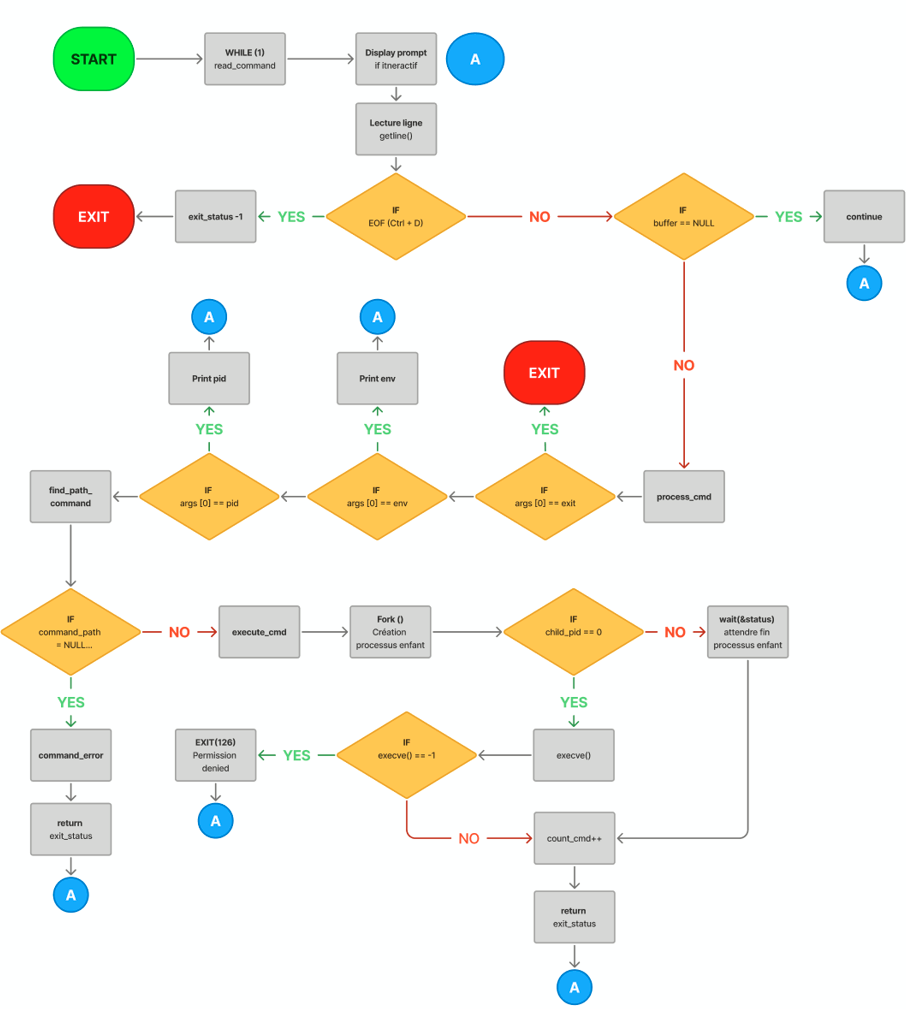 START
WHILE (1)
read_command
Display prompt
if itneractif
A
Lecture ligne
getline()
EXIT
exit_status -1
YES
IF
EOF (Ctrl + D)
NO
IF
buffer == NULL
YES
continue
A
A
A
Print pid
Print env
EXIT
NO
YES
YES
YES
find_path_
command
IF
args [0] == pid
IF
args [0] == env
IF
args [0] == exit
process_cmd
IF
command_path
= NULL...
NO
execute_cmd
Fork ()
Création
processus enfant
IF
child_pid == 0
NO
wait(&status)
attendre fin
processus enfant
YES
YES
command_error
EXIT(126)
Permission
denied
YES
IF
execve() == -1
execve()
return
exit_status
A
NO
count_cmd++
A
return
exit_status
A